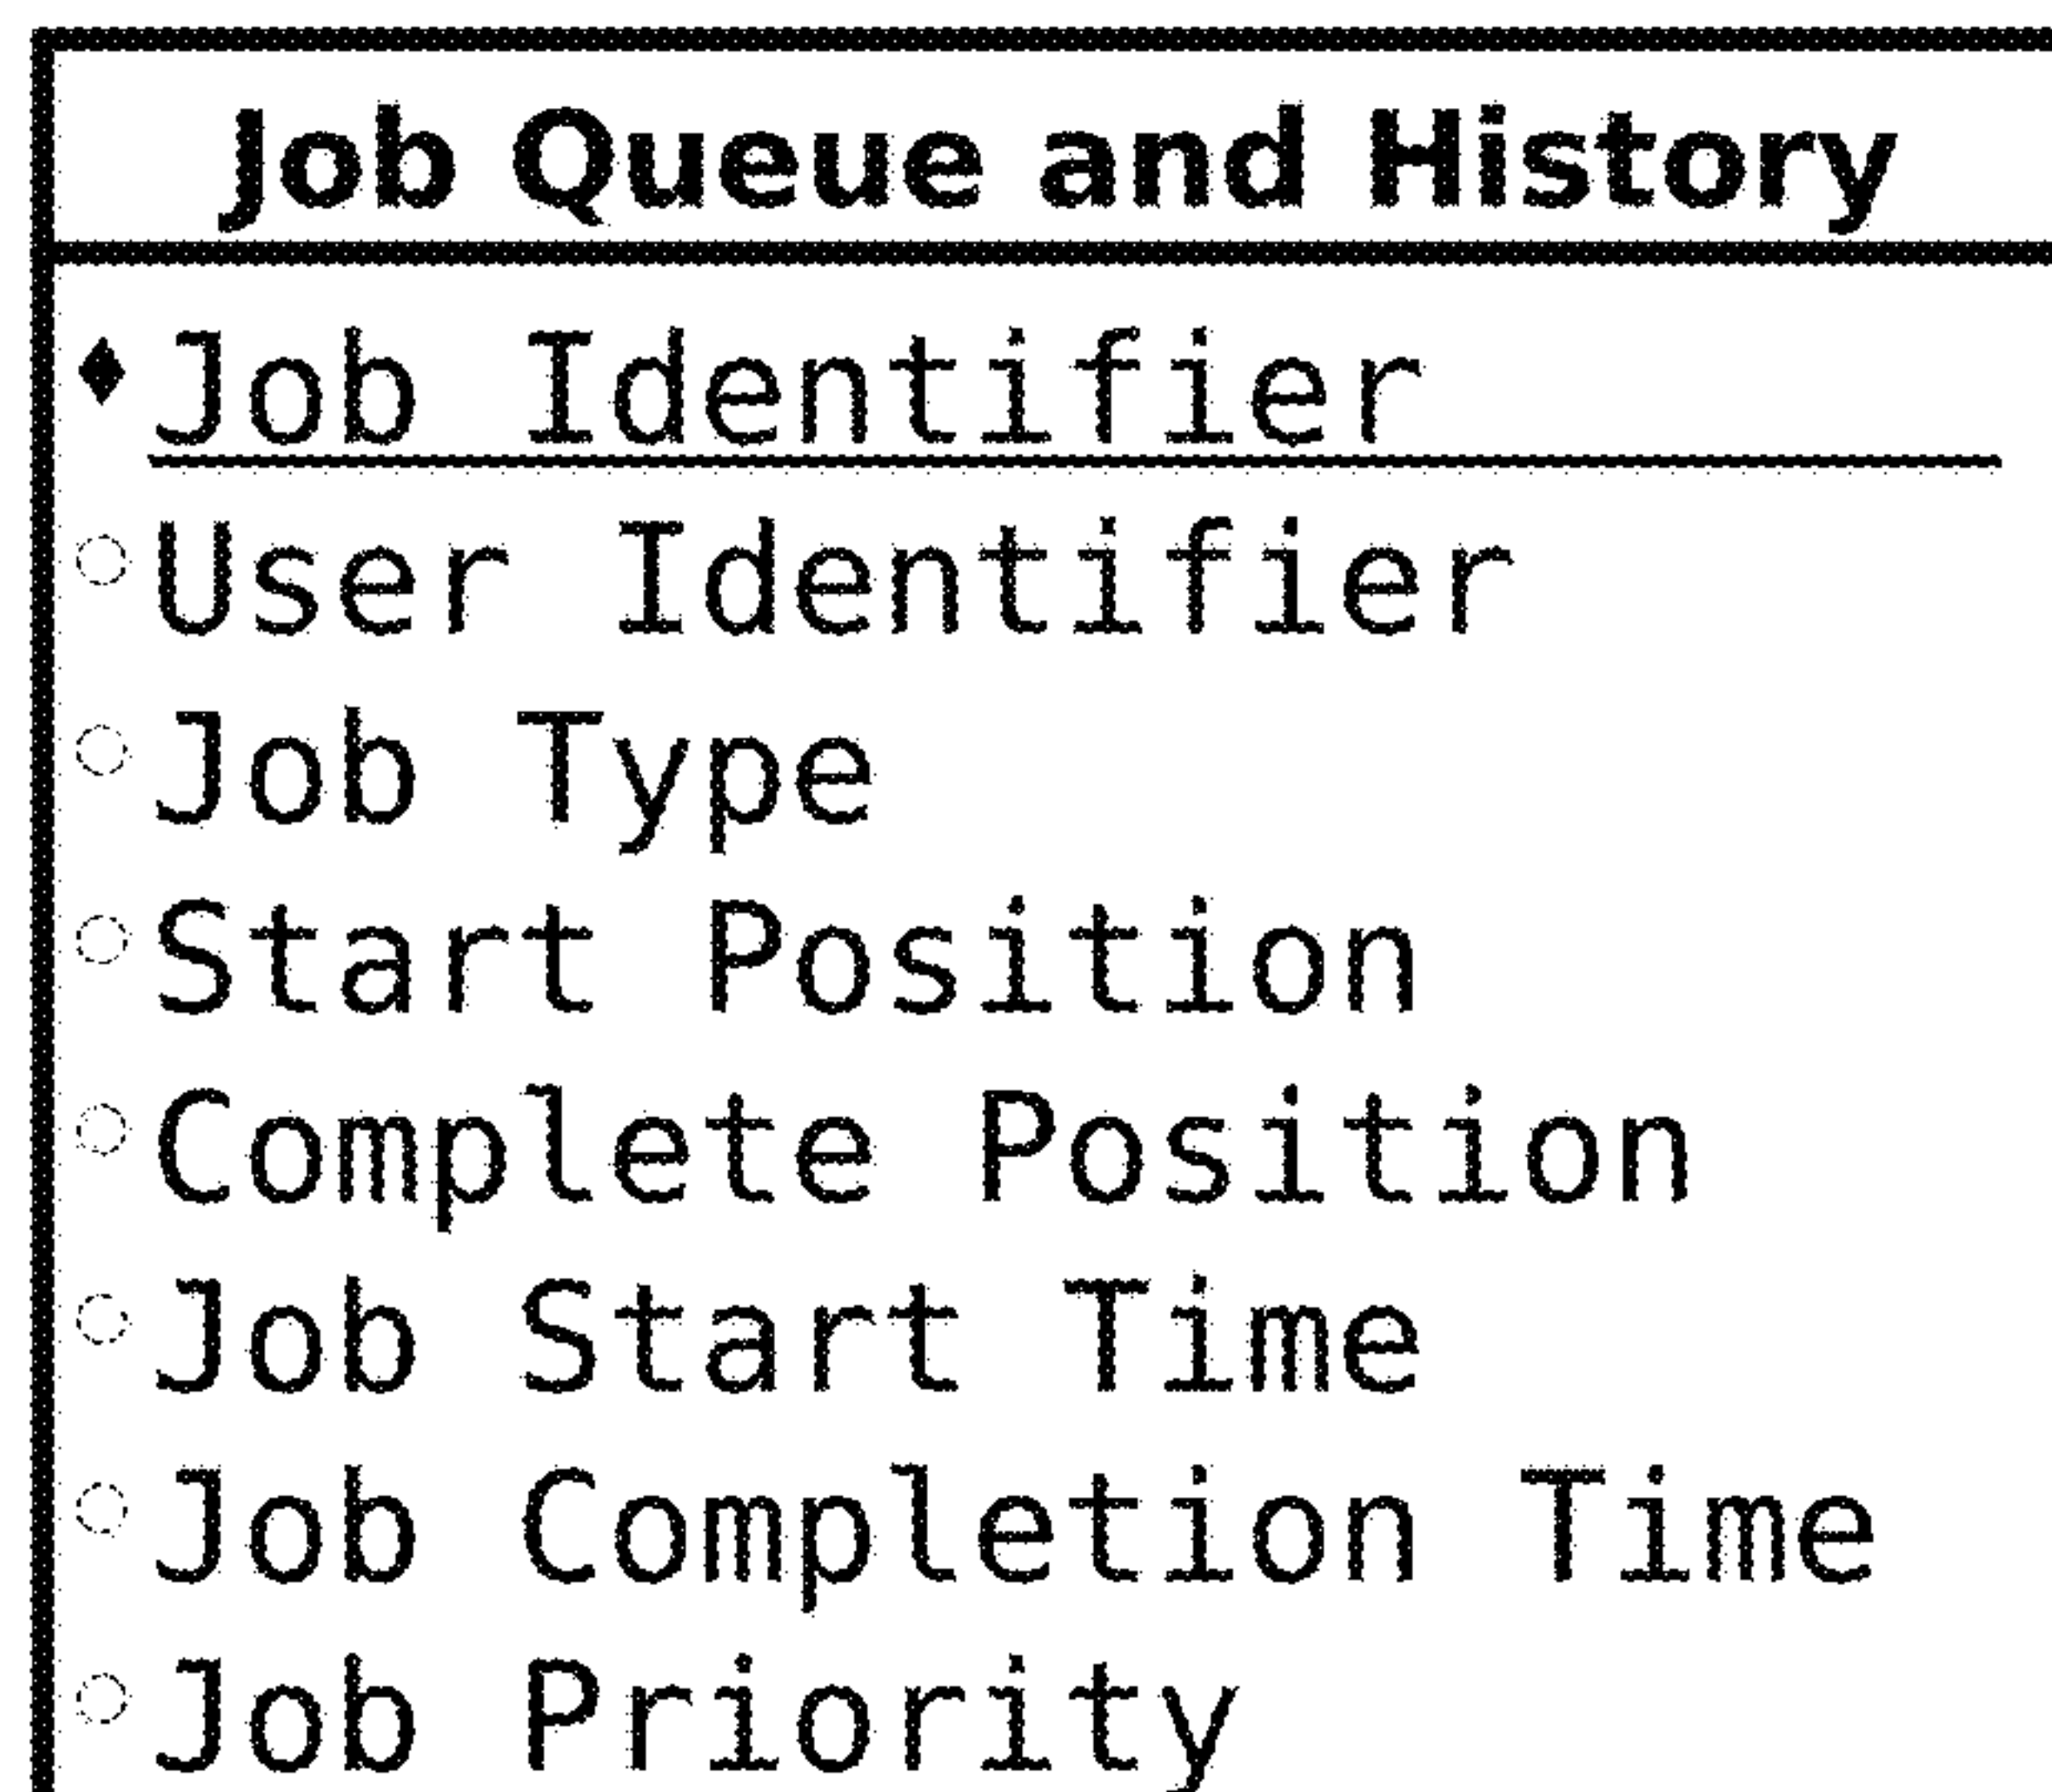 Job Queue and History
Job Identifier
User Identifier
Job Type
Start Position
Complete Position
Job Start Time
Job Completion Time
Job Priority